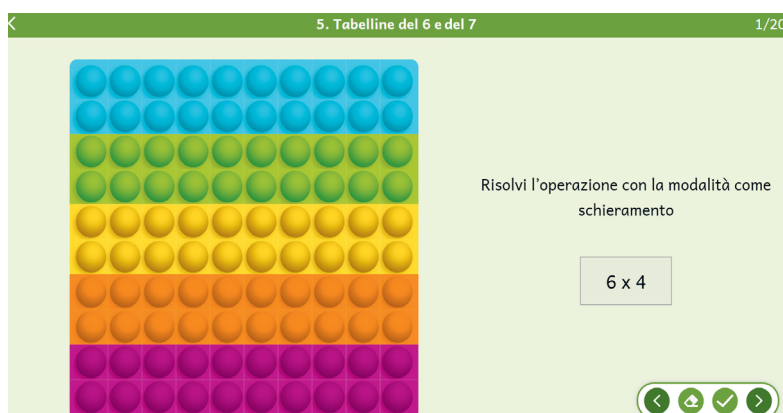 5. Tabelline del 6 e del 7
1/20
Risolvi l'operazione con la modalità come
schieramento
6 x 4